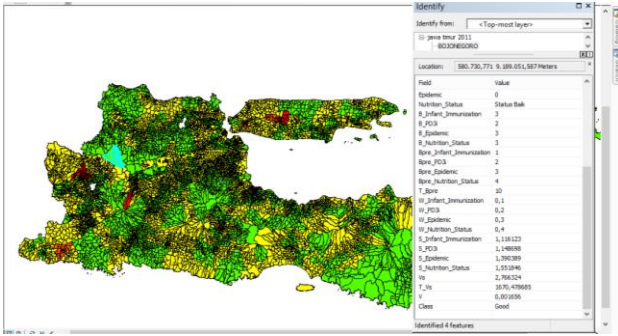 Identify
Identify from: <Top-most layer>
jawa timur 2011
BOJONEGORO
Location: 580.730,771 9.189.051,587 Meters
Field Value
Epidemic 0
Nutrition_Status Status Baik
B_Infant_Immunization 3
B_PD3i 2
B_Epidemic 3
B_Nutrition_Status 3
Bpre_Infant_Immunization 1
Bpre_PD3i 2
Bpre_Epidemic 3
Bpre_Nutrition_Status 4
T_Bpre 10
W_Infant_Immunization 0,1
W_PD3i 0,2
W_Epidemic 0,3
W_Nutrition_Status 0,4
S_Infant_Immunization 1,116123
S_PD3i 1,148698
S_Epidemic 1,390389
S_Nutrition_Status 1,551846
Vs 2,766324
T_Vs 1670,478685
V 0,001656
Class Good
Identified 4 features